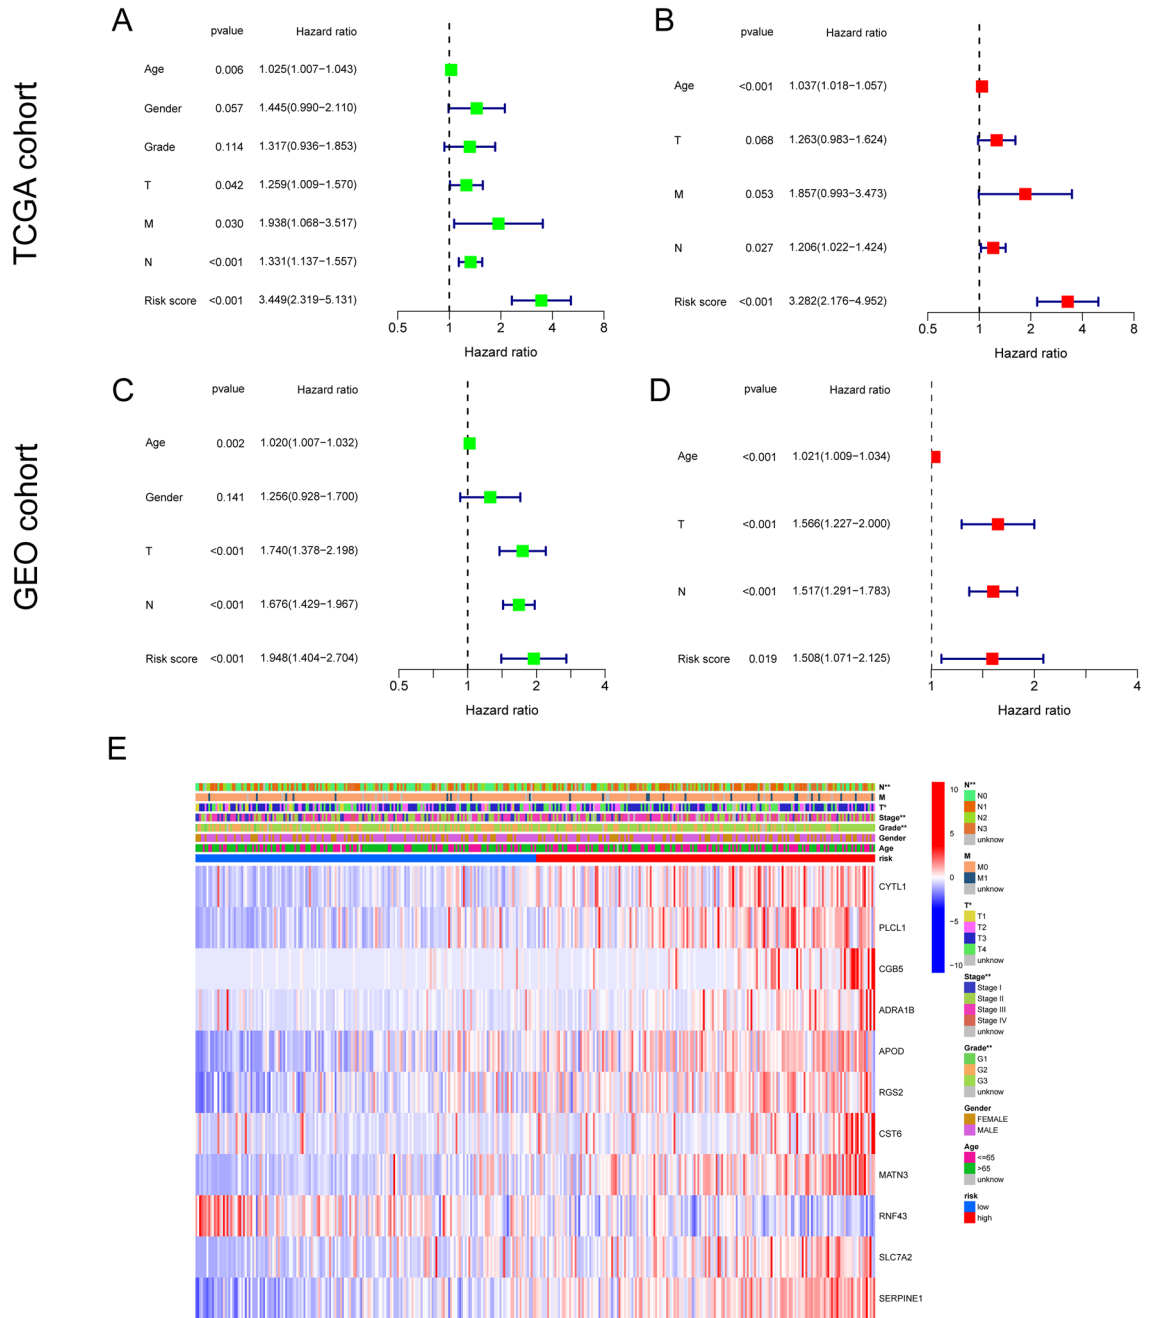 TCGA cohort
A
pvalue Hazard ratio
Age 0.006 1.025(1.007−1.043)
Gender 0.057 1.445(0.990−2.110)
Grade 0.114 1.317(0.936−1.853)
T 0.042 1.259(1.009−1.570)
M 0.030 1.938(1.068−3.517)
N <0.001 1.331(1.137−1.557)
Risk score <0.001 3.449(2.319−5.131)
0.5 1 2 4 8
Hazard ratio
B
pvalue Hazard ratio
Age <0.001 1.037(1.018−1.057)
T 0.068 1.263(0.983−1.624)
M 0.053 1.857(0.993−3.473)
N 0.027 1.206(1.022−1.424)
Risk score <0.001 3.282(2.176−4.952)
0.5 1 2 4 8
Hazard ratio
GEO cohort
C
pvalue Hazard ratio
Age 0.002 1.020(1.007−1.032)
Gender 0.141 1.256(0.928−1.700)
T <0.001 1.740(1.378−2.198)
N <0.001 1.676(1.429−1.967)
Risk score <0.001 1.948(1.404−2.704)
0.5 1 2 4
Hazard ratio
D
pvalue Hazard ratio
Age <0.001 1.021(1.009−1.034)
T <0.001 1.566(1.227−2.000)
N <0.001 1.517(1.291−1.783)
Risk score 0.019 1.508(1.071−2.125)
1 2 4
Hazard ratio
E
N**
M
T*
Stage**
Grade**
Gender
Age
risk
CYTL1
PLCL1
CGB5
ADRA1B
APOD
RGS2
CST6
MATN3
RNF43
SLC7A2
SERPINE1
10
5
0
−5
−10
N**
N0
N1
N2
N3
unknow
M
M0
M1
unknow
T*
T1
T2
T3
T4
unknow
Stage**
Stage I
Stage II
Stage III
Stage IV
unknow
Grade**
G1
G2
G3
unknow
Gender
FEMALE
MALE
Age
<=65
>65
unknow
risk
low
high